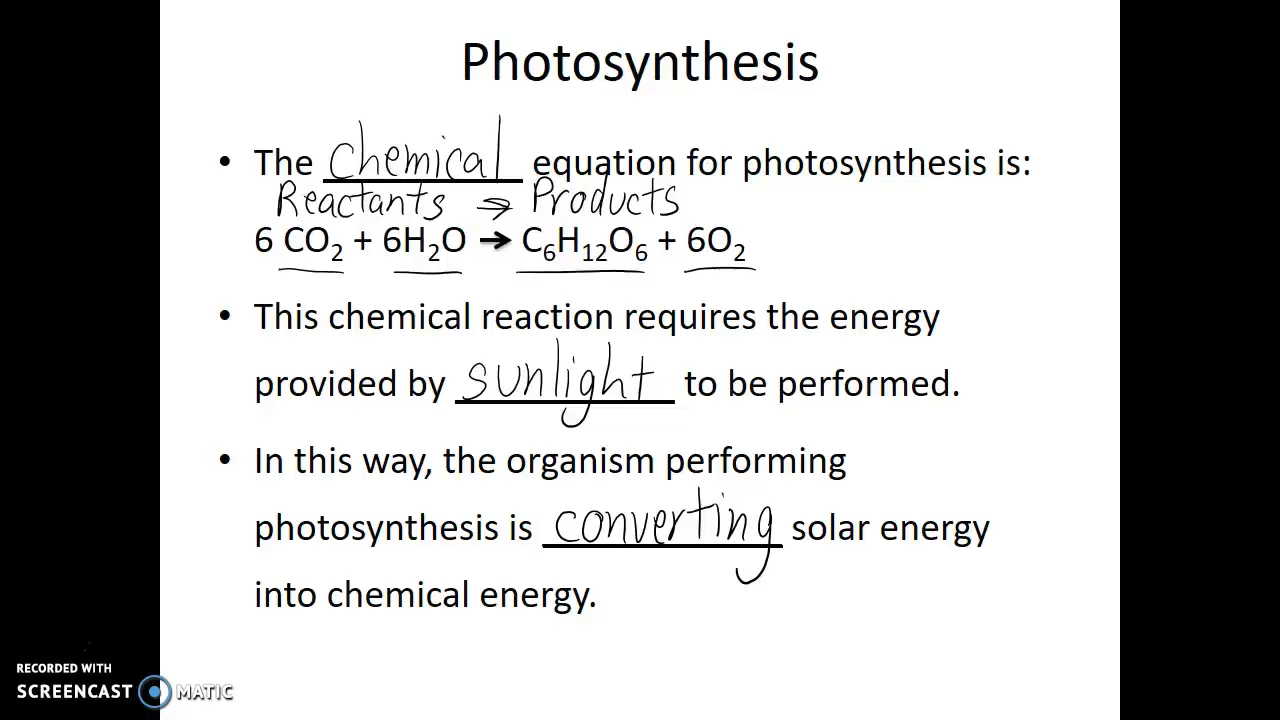 Photosynthesis
• The chemical equation for photosynthesis is:
Reactants → Products
6 CO₂ + 6H₂O → C₆H₁₂O₆ + 6O₂
• This chemical reaction requires the energy
provided by sunlight to be performed.
• In this way, the organism performing
photosynthesis is converting solar energy
into chemical energy.
RECORDED WITH
SCREENCAST MATIC